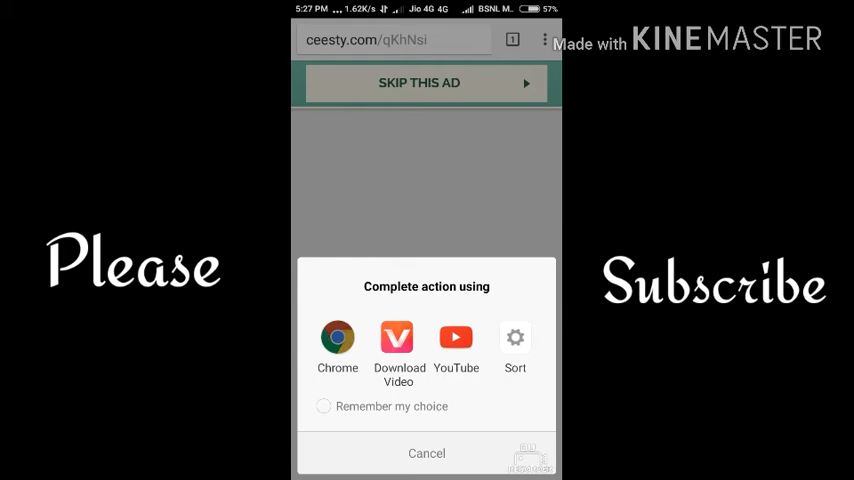 5:27 PM ... 1.62K/s Jio 4G 4G BSNL M... 57%
ceesty.com/qKhNsi
1
Made with KINEMASTER
SKIP THIS AD
Please
Subscribe
Complete action using
Chrome
Download Video
YouTube
Sort
Remember my choice
Cancel